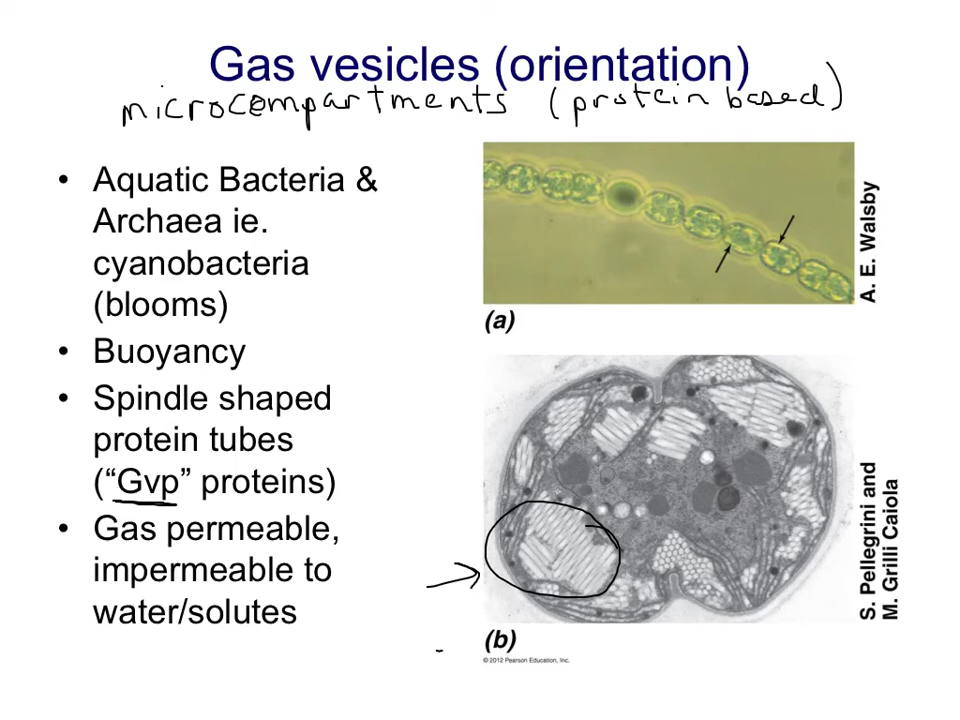 Gas vesicles (orientation)
microcompartments (protein based)
• Aquatic Bacteria &
Archaea ie.
cyanobacteria
(blooms)
• Buoyancy
• Spindle shaped
protein tubes
(“Gvp” proteins)
• Gas permeable,
impermeable to
water/solutes
A. E. Walsby
(a)
S. Pellegrini and
M. Grilli Caiola
(b)
© 2012 Pearson Education, Inc.